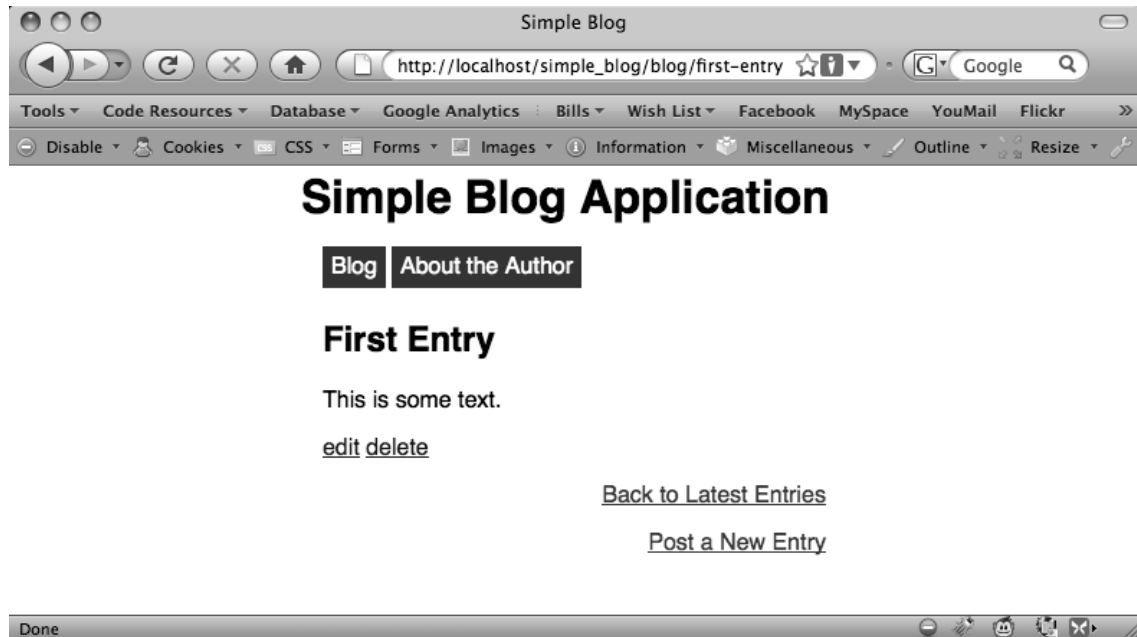 Simple Blog
http://localhost/simple_blog/blog/first-entry G Google
Tools Code Resources Database Google Analytics Bills Wish List Facebook MySpace YouMail Flickr »
Disable Cookies CSS Forms Images Information Miscellaneous Outline Resize
Simple Blog Application
Blog About the Author
First Entry
This is some text.
edit delete
Back to Latest Entries
Post a New Entry
Done